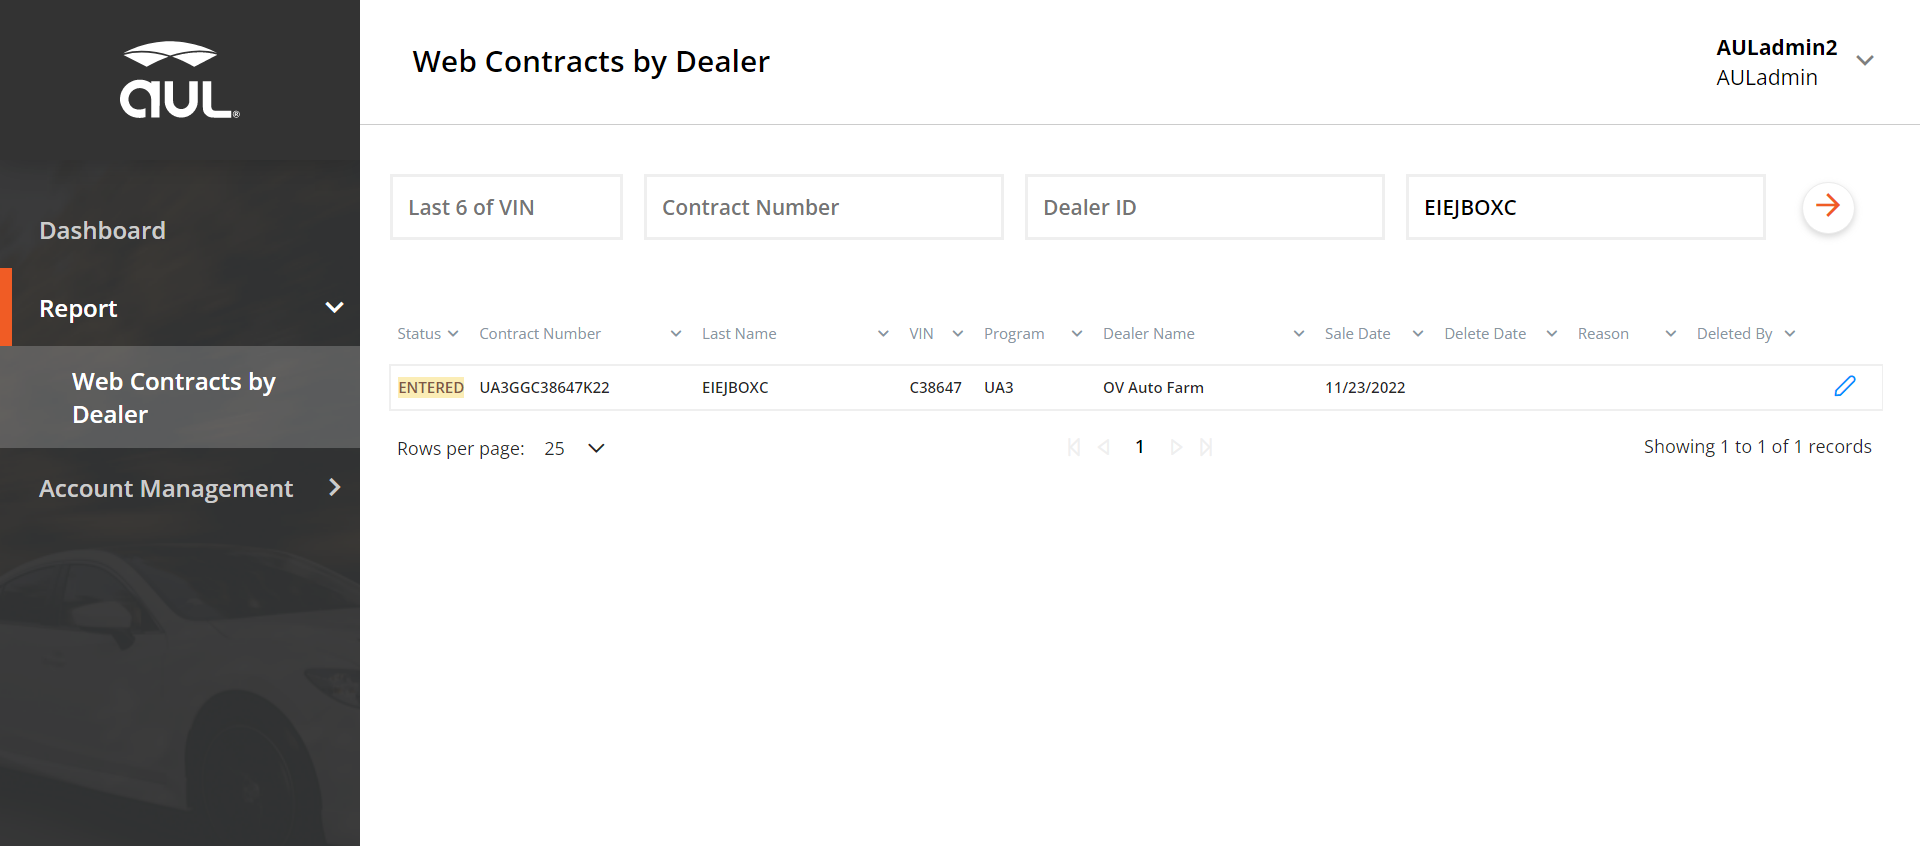 aUL®
Web Contracts by Dealer
AULadmin2
AULadmin
Dashboard
Report
Web Contracts by
Dealer
Account Management
Last 6 of VIN
Contract Number
Dealer ID
EIEJBOXC
Status Contract Number Last Name VIN Program Dealer Name Sale Date Delete Date Reason Deleted By
ENTERED UA3GGC38647K22 EIEJBOXC C38647 UA3 OV Auto Farm 11/23/2022
Rows per page: 25 1 Showing 1 to 1 of 1 records